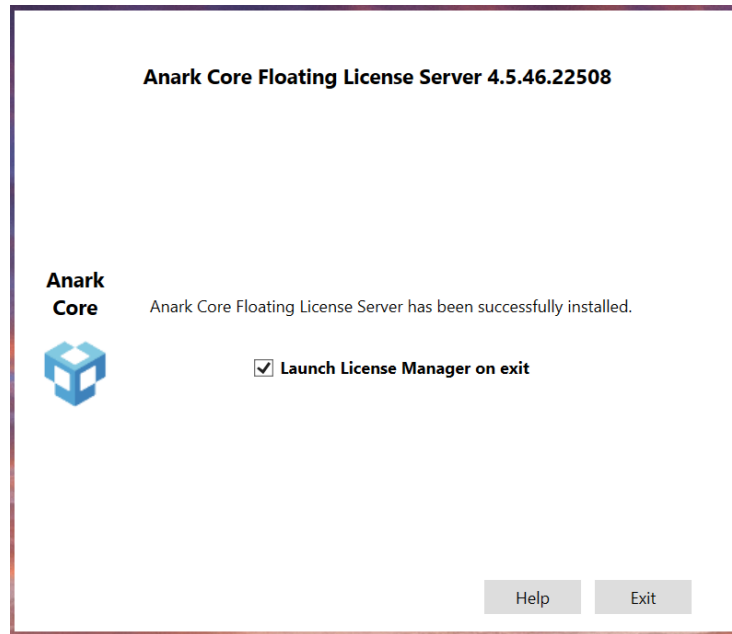 Anark Core Floating License Server 4.5.46.22508
Anark
Core
Anark Core Floating License Server has been successfully installed.
Launch License Manager on exit
Help
Exit